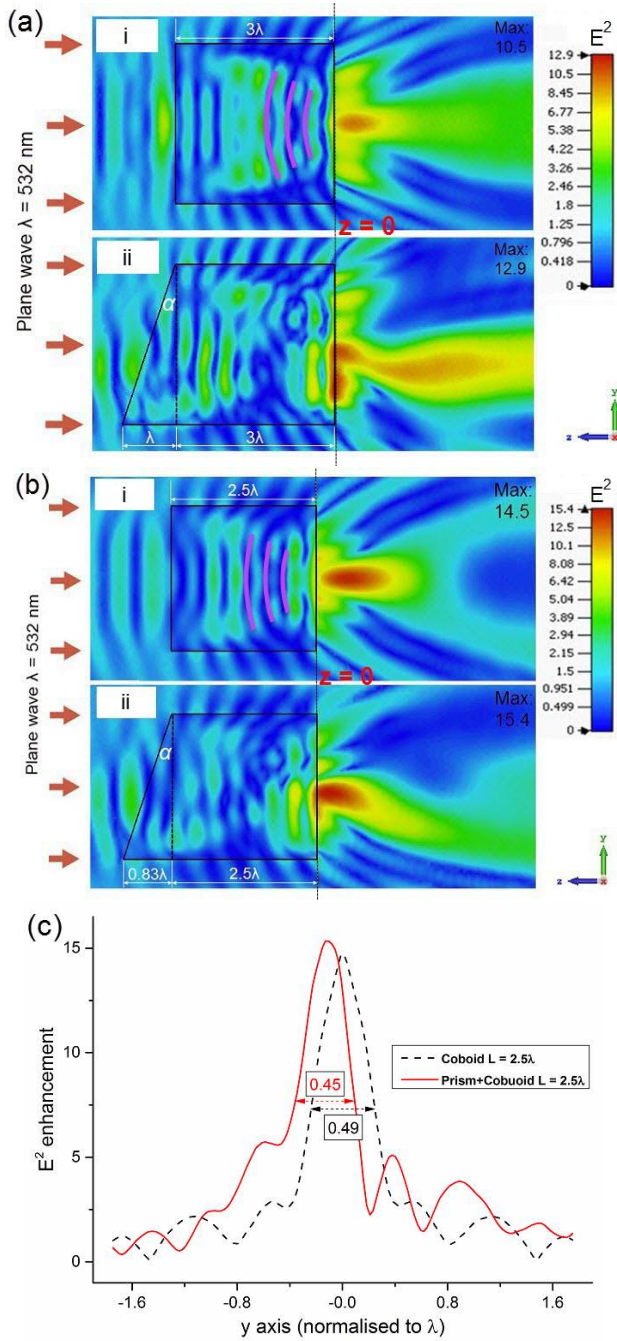 (a)
i
3λ
Max:
10.5
E²
12.9
10.5
8.45
6.77
5.38
4.22
3.26
2.46
1.8
1.25
0.796
0.418
0
Plane wave λ = 532 nm
z = 0
ii
Max:
12.9
α
λ
3λ
y
z
x
(b)
i
2.5λ
Max:
14.5
E²
15.4
12.5
10.1
8.08
6.42
5.04
3.89
2.94
2.15
1.5
0.951
0.499
0
Plane wave λ = 532 nm
z = 0
ii
Max:
15.4
α
0.83λ
2.5λ
y
z
x
(c)
15
10
5
0
E² enhancement
0.45
0.49
Coboid L = 2.5λ
Prism+Cobuoid L = 2.5λ
-1.6
-0.8
-0.0
0.8
1.6
y axis (normalised to λ)